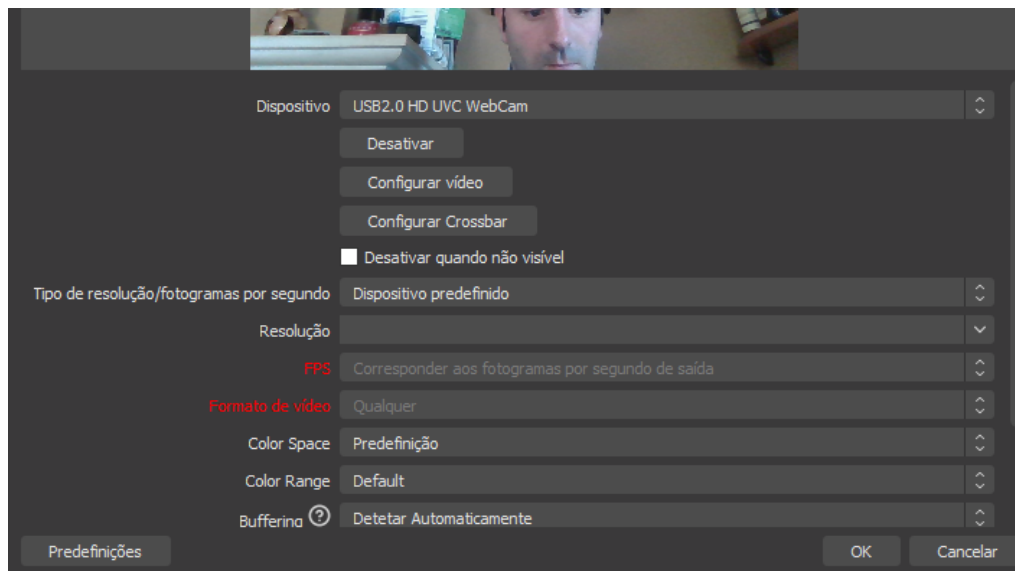 Dispositivo USB2.0 HD UVC WebCam
Desativar
Configurar vídeo
Configurar Crossbar
Desativar quando não visível
Tipo de resolução/fotogramas por segundo Dispositivo predefinido
Resolução
FPS Corresponder aos fotogramas por segundo de saída
Formato de vídeo Qualquer
Color Space Predefinição
Color Range Default
Buffering ? Detetar Automaticamente
Predefinições OK Cancelar